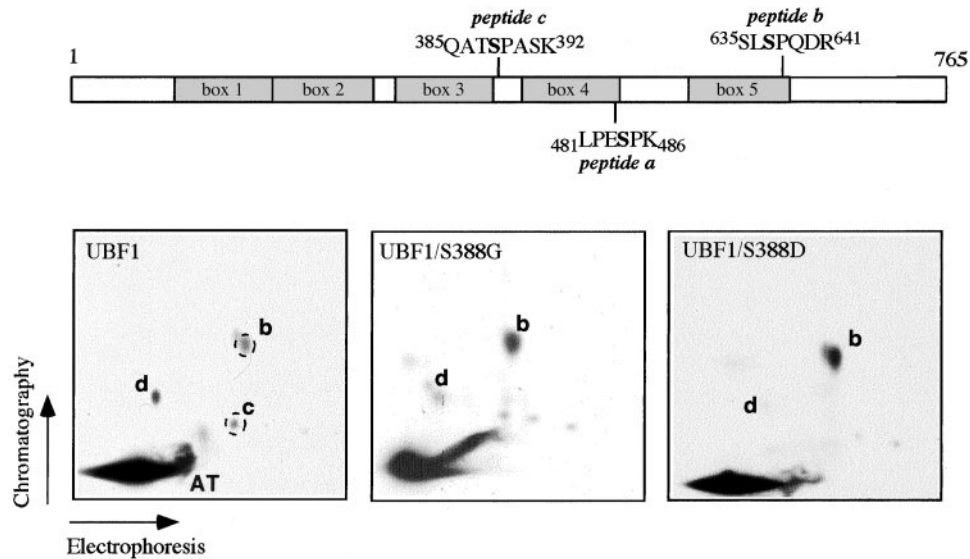 peptide c
385QATSPASK392
peptide b
635SLSPQDR641
1
765
box 1
box 2
box 3
box 4
box 5
481LPESPK486
peptide a
UBF1
UBF1/S388G
UBF1/S388D
b
d
c
AT
b
d
b
d
Chromatography
Electrophoresis